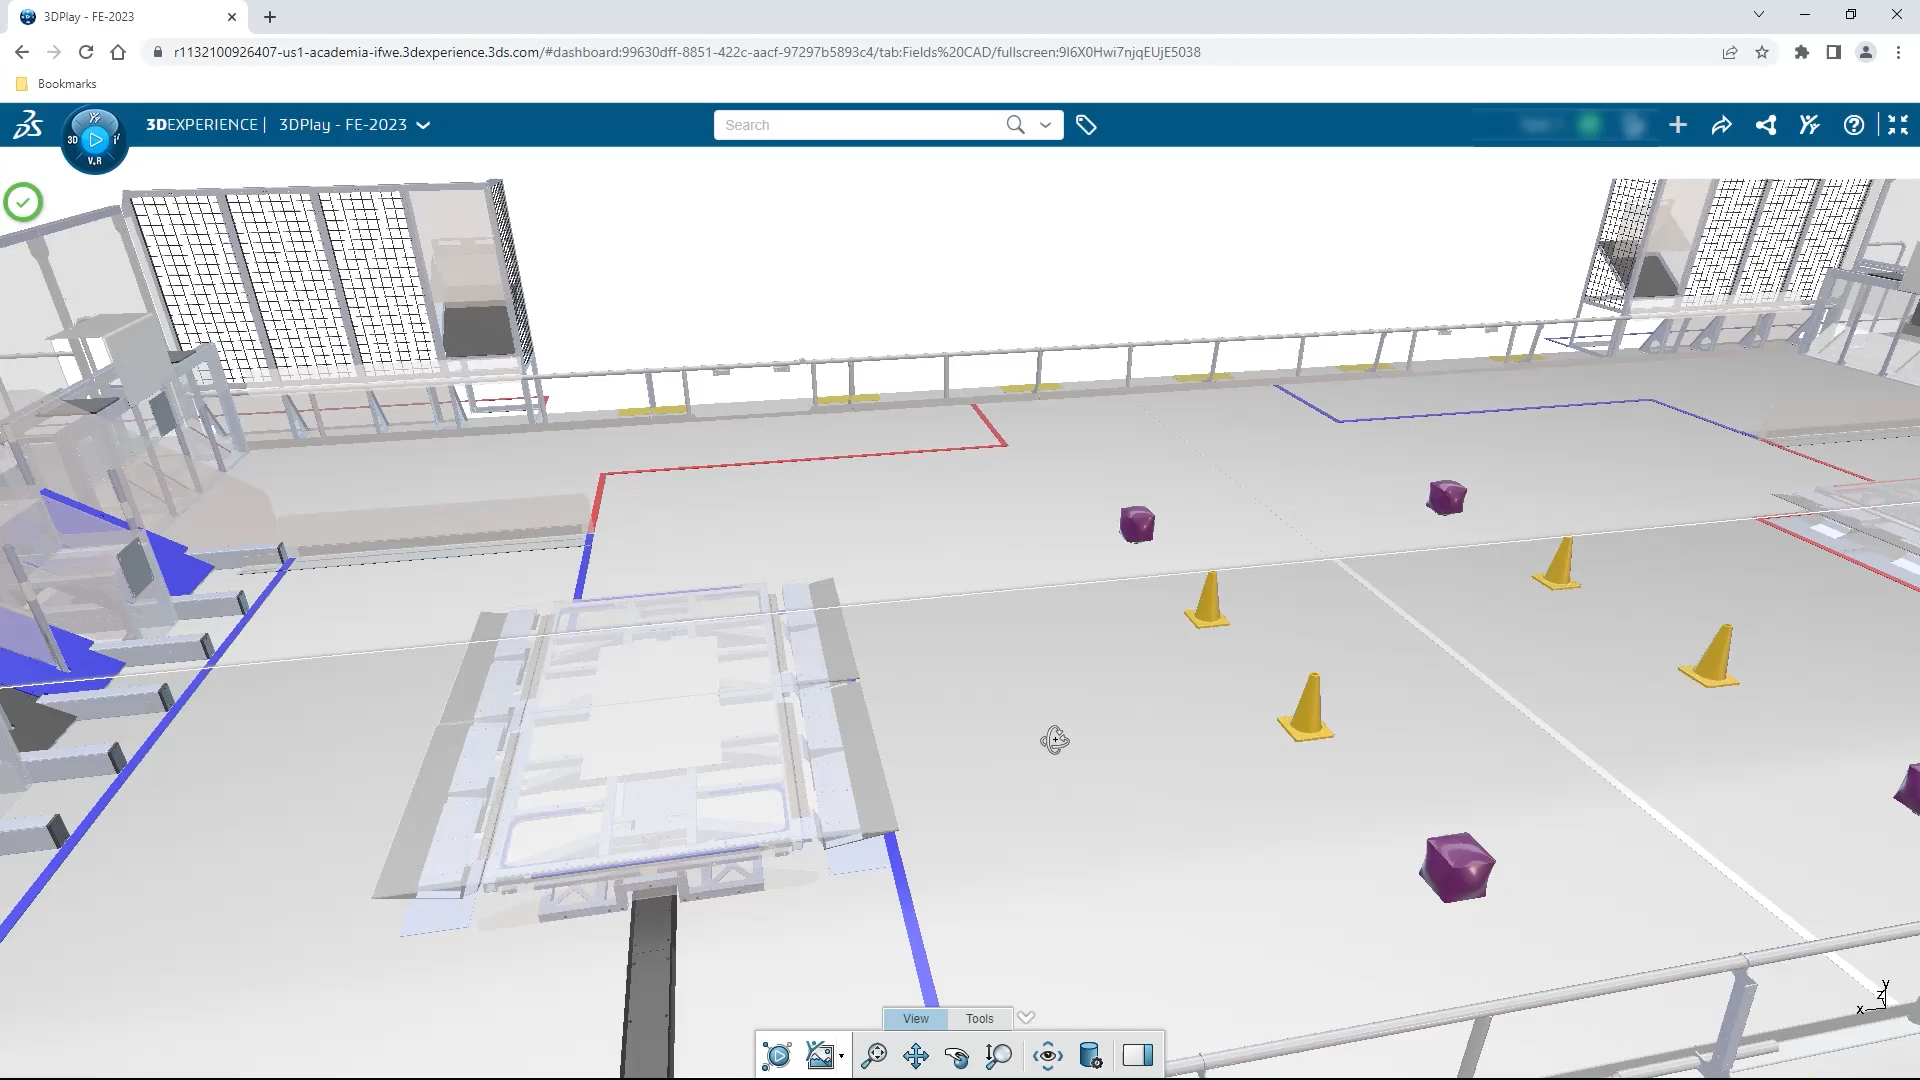 3DPlay - FE-2023
r1132100926407-us1-academia-ifwe.3dexperience.3ds.com/#dashboard:99630dff-8851-422c-aacf-97297b5893c4/tab:Fields%20CAD/fullscreen:9I6X0Hwi7njqEUjE5038
Bookmarks
3DEXPERIENCE | 3DPlay - FE-2023
Search
3D
V.R
View Tools
y
z
x